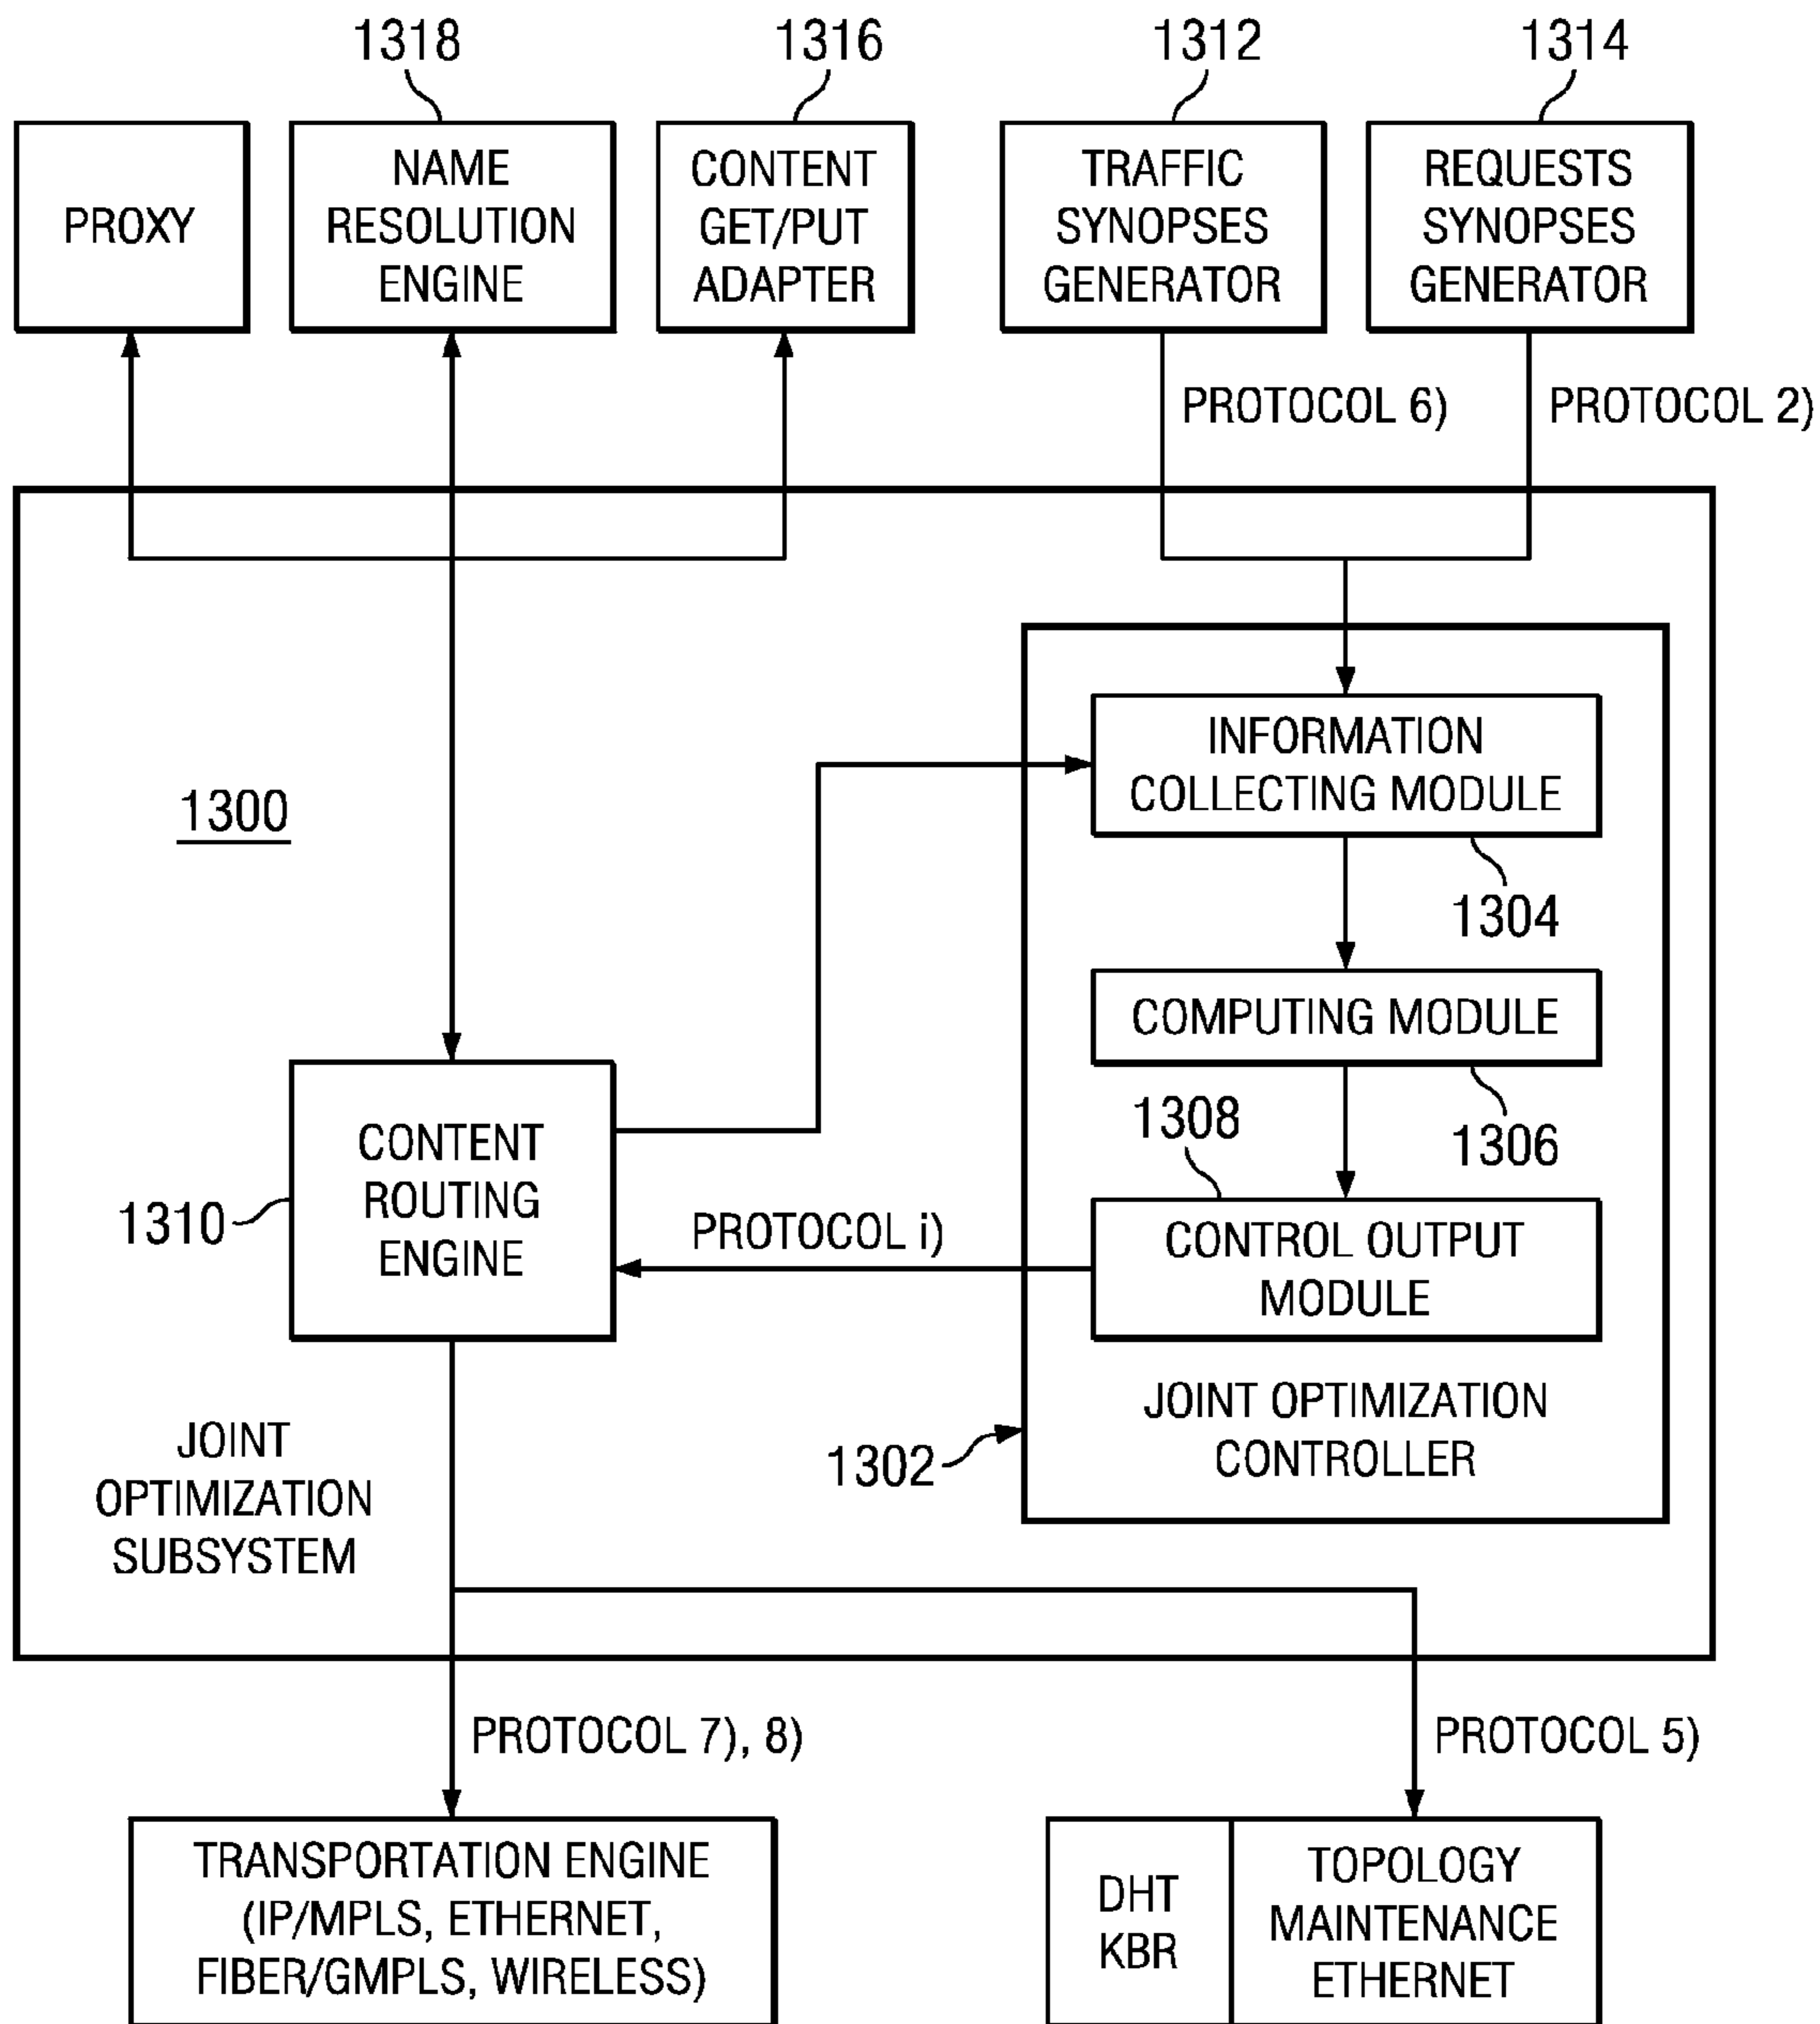 1318
1316
1312
1314
PROXY
NAME
RESOLUTION
ENGINE
CONTENT
GET/PUT
ADAPTER
TRAFFIC
SYNOPSES
GENERATOR
REQUESTS
SYNOPSES
GENERATOR
PROTOCOL 6)
PROTOCOL 2)
INFORMATION
COLLECTING MODULE
1300
1304
COMPUTING MODULE
1306
1308
CONTENT
ROUTING
ENGINE
1310
PROTOCOL i)
CONTROL OUTPUT
MODULE
JOINT OPTIMIZATION
CONTROLLER
1302
JOINT
OPTIMIZATION
SUBSYSTEM
PROTOCOL 7), 8)
PROTOCOL 5)
TRANSPORTATION ENGINE
(IP/MPLS, ETHERNET,
FIBER/GMPLS, WIRELESS)
DHT
KBR
TOPOLOGY
MAINTENANCE
ETHERNET